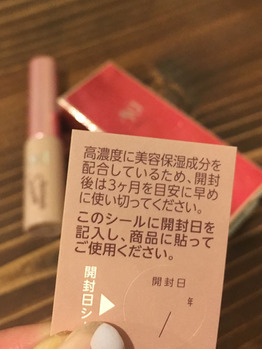 高濃度に美容保湿成分を
配合しているため、開封
後は3ヶ月を目安に早め
に使い切ってください。
このシールに開封日を
記入し、商品に貼って
ご使用ください。
開封日シ
開封日
年
/